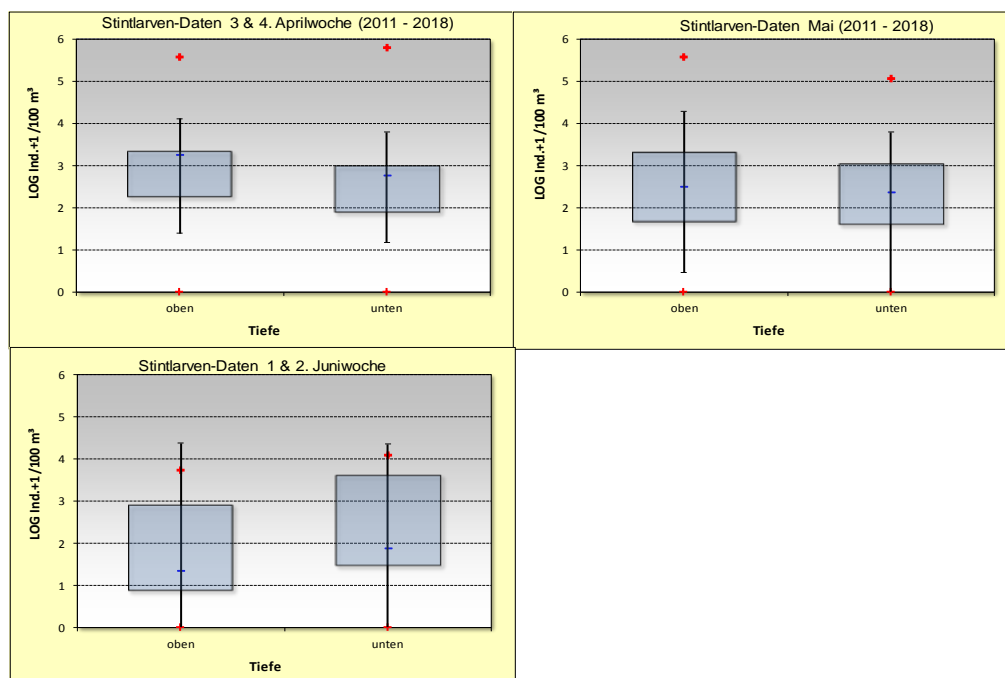 Stintlarven-Daten 3 & 4. Aprilwoche (2011 - 2018)
LOG Ind.+1 /100 m³
6
5
4
3
2
1
0
oben
unten
Tiefe
Stintlarven-Daten Mai (2011 - 2018)
LOG Ind.+1 /100 m³
6
5
4
3
2
1
0
oben
unten
Tiefe
Stintlarven-Daten 1 & 2. Juniwoche
LOG Ind.+1 /100 m³
6
5
4
3
2
1
0
oben
unten
Tiefe